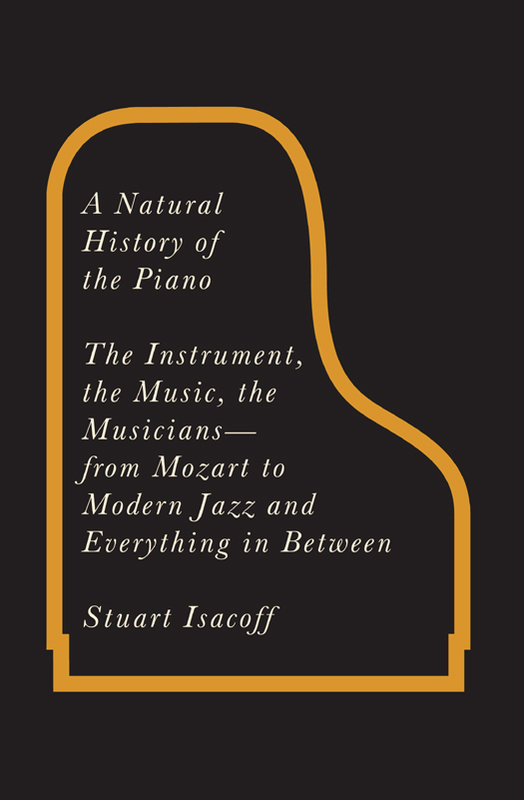 A Natural
History of
the Piano
The Instrument,
the Music, the
Musicians—
from Mozart to
Modern Jazz and
Everything in Between
Stuart Isacoff